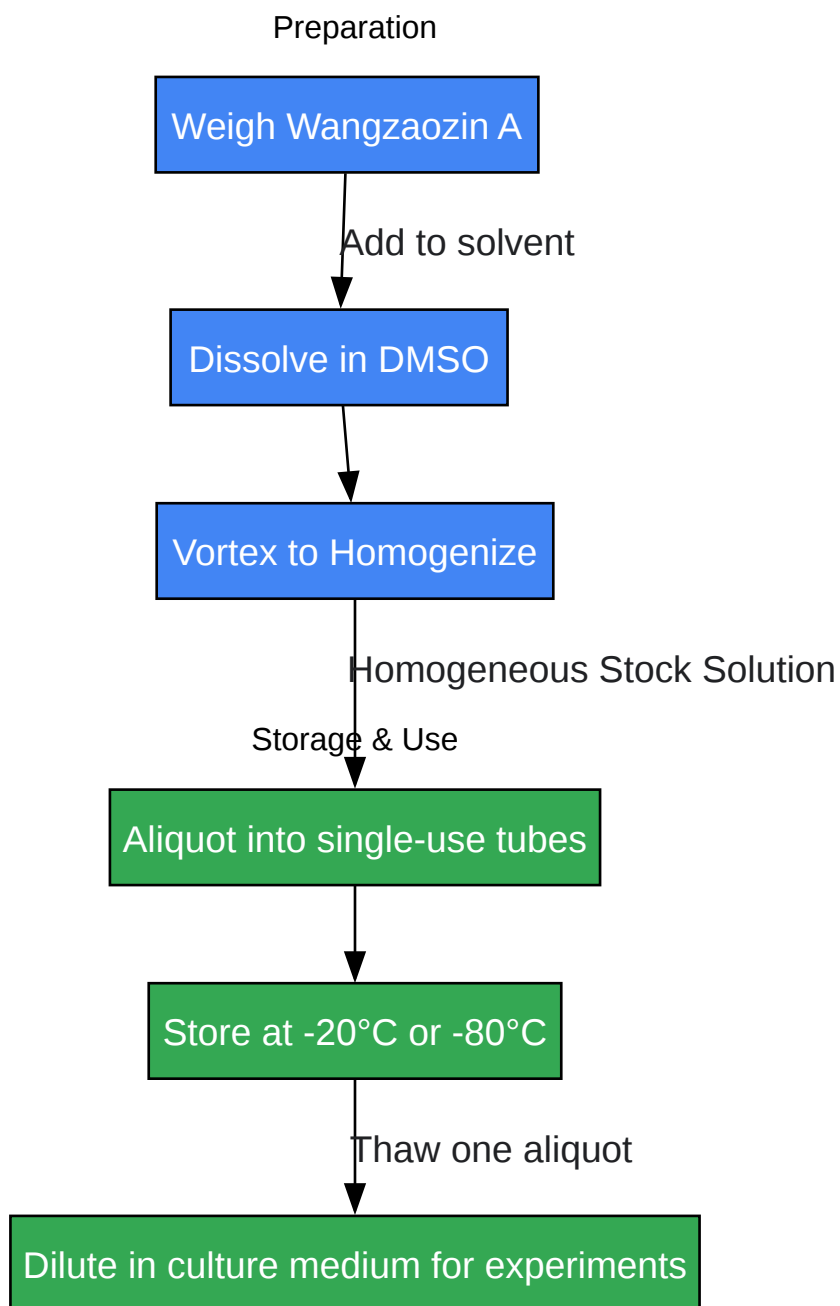 Preparation
Weigh Wangzaozin A
Add to solvent
Dissolve in DMSO
Vortex to Homogenize
Homogeneous Stock Solution
Storage & Use
Aliquot into single-use tubes
Store at -20°C or -80°C
Thaw one aliquot
Dilute in culture medium for experiments